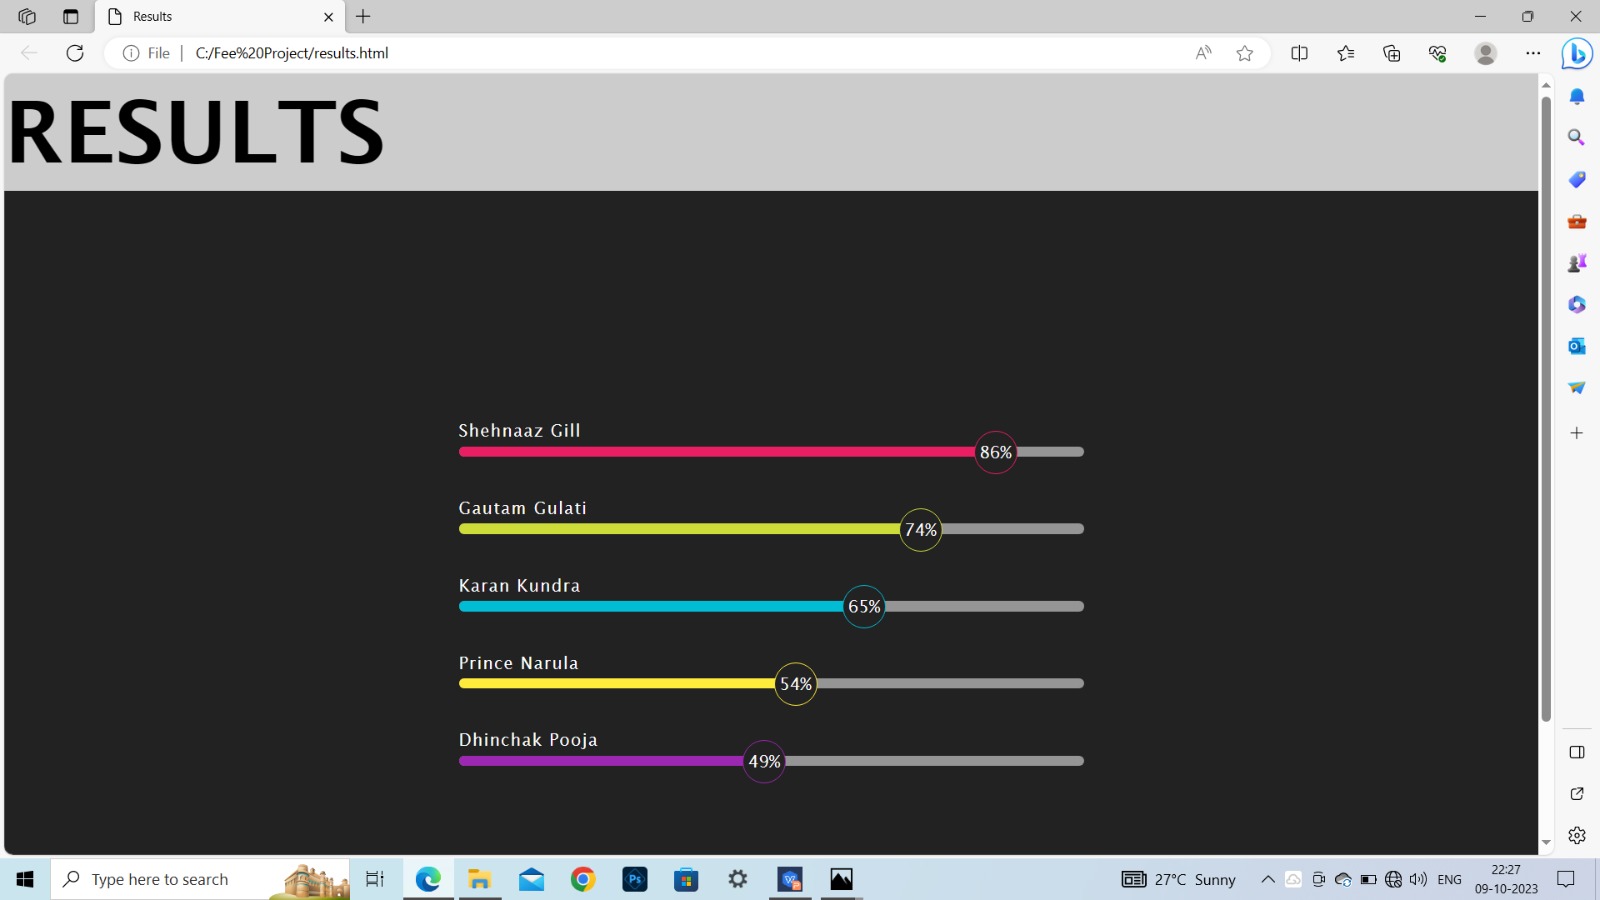 Results
File
C:/Fee%20Project/results.html
RESULTS
Shehnaaz Gill
86%
Gautam Gulati
74%
Karan Kundra
65%
Prince Narula
54%
Dhinchak Pooja
49%
Type here to search
Ps
27°C Sunny
ENG
22:27
09-10-2023